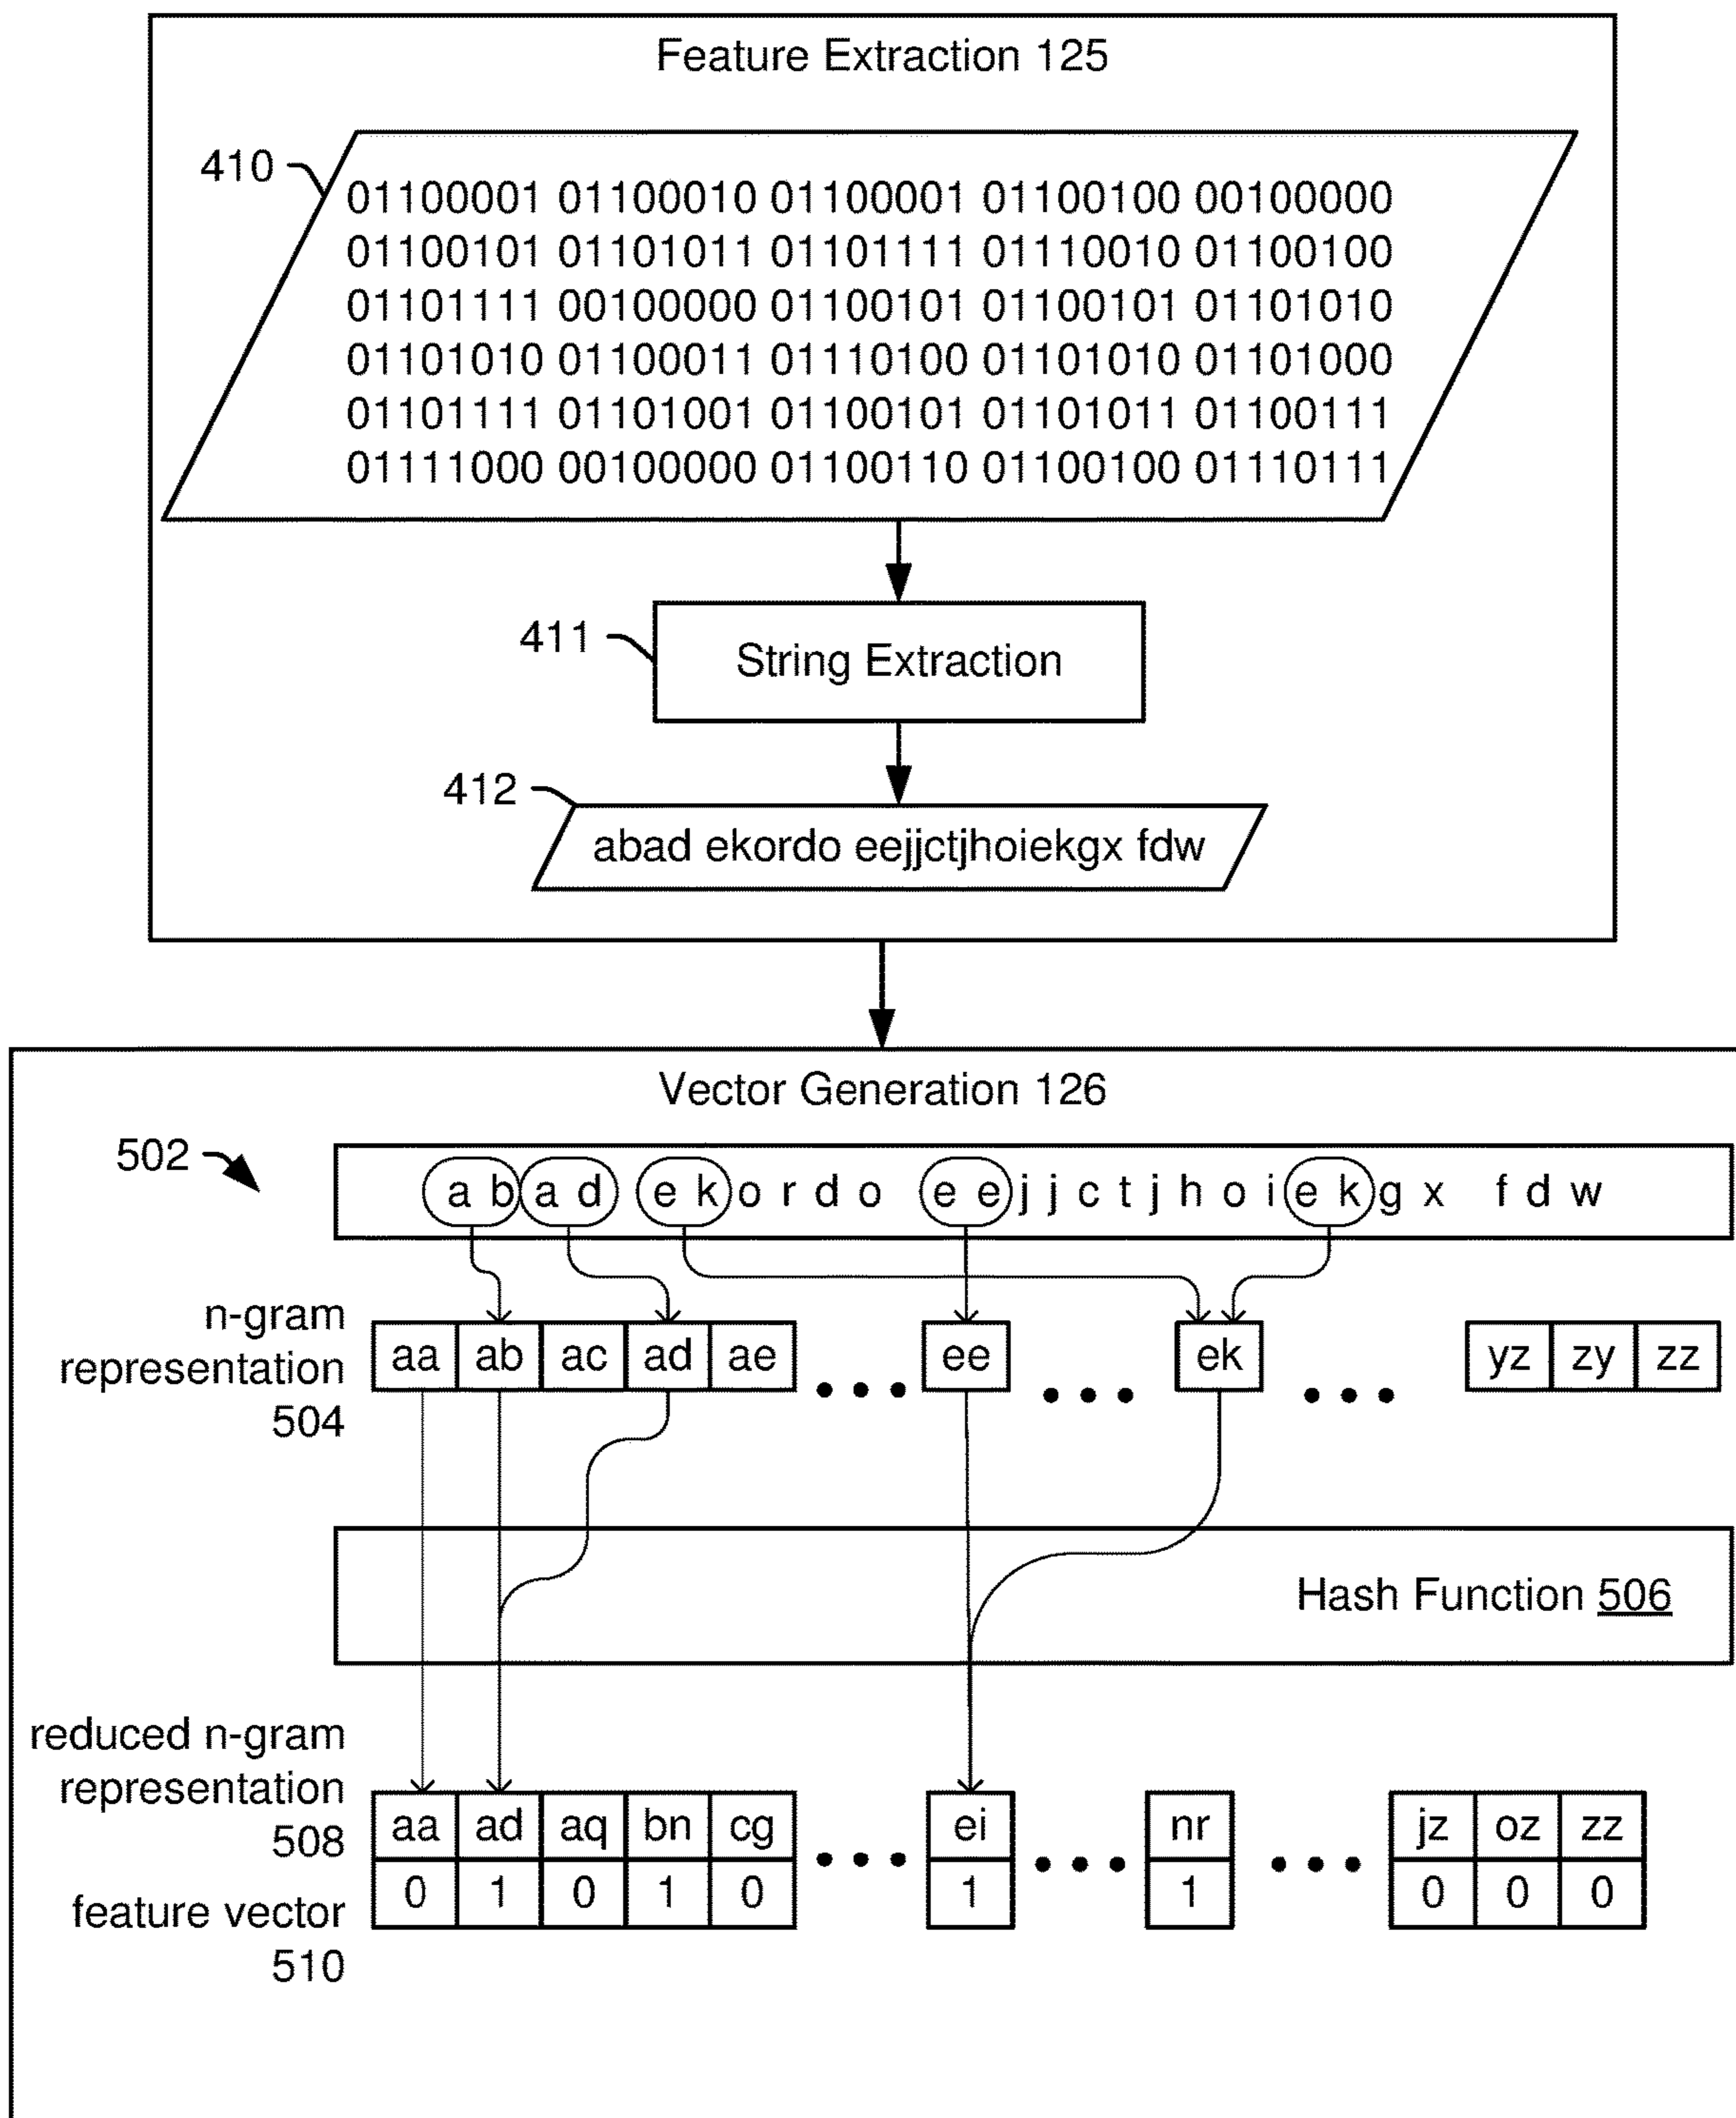 Feature Extraction 125
410
01100001 01100010 01100001 01100100 00100000
01100101 01101011 01101111 01110010 01100100
01101111 00100000 01100101 01100101 01101010
01101010 01100011 01110100 01101010 01101000
01101111 01101001 01100101 01101011 01100111
01111000 00100000 01100110 01100100 01110111
411
String Extraction
412
abad ekordo eejjctjhoiekgx fdw
Vector Generation 126
502
a b a d e k o r d o e e j j c t j h o i e k g x f d w
n-gram
representation
504
aa ab ac ad ae ••• ee ••• ek ••• yz zy zz
Hash Function 506
reduced n-gram
representation
508
aa ad aq bn cg ••• ei ••• nr ••• jz oz zz
feature vector
510
0 1 0 1 0 1 1 0 0 0